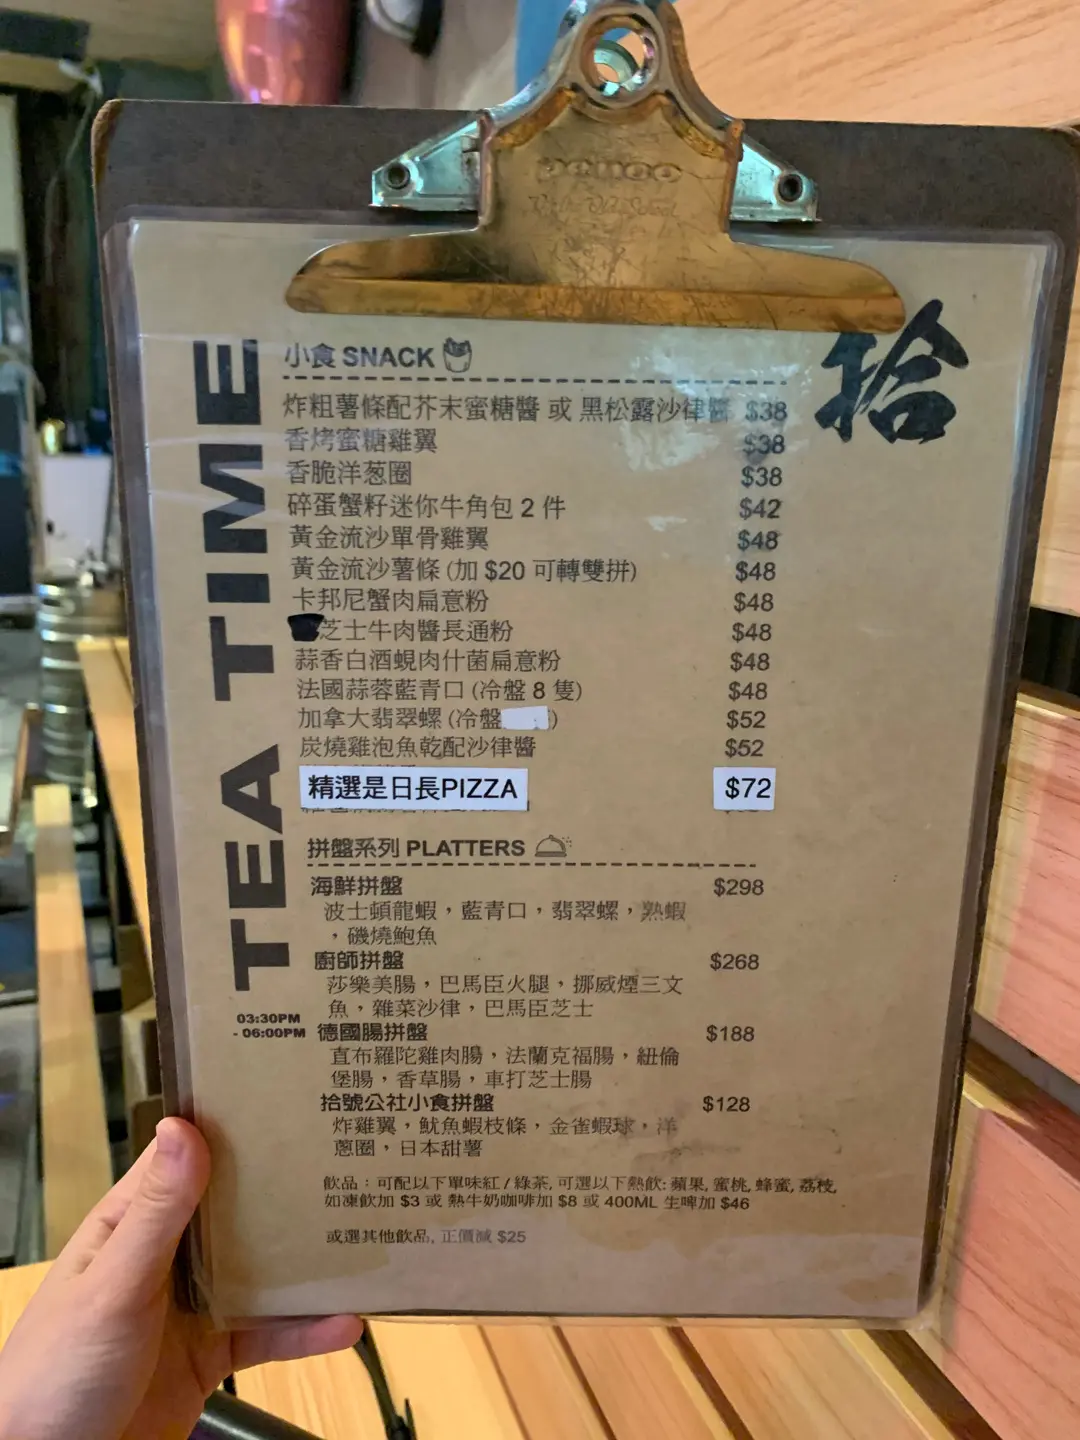 拾
TEA TIME
03:30PM
- 06:00PM
小食 SNACK
炸粗薯條配芥末蜜糖醬 或 黑松露沙律醬 $38
香烤蜜糖雞翼 $38
香脆洋葱圈 $38
碎蛋蟹籽迷你牛角包 2 件 $42
黃金流沙單骨雞翼 $48
黃金流沙薯條 (加 $20 可轉雙拼) $48
卡邦尼蟹肉扁意粉 $48
芝士牛肉醬長通粉 $48
蒜香白酒蜆肉什菌扁意粉 $48
法國蒜蓉藍青口 (冷盤 8 隻) $48
加拿大翡翠螺 (冷盤 ) $52
炭燒雞泡魚乾配沙律醬 $52
精選是日長PIZZA $72
拼盤系列 PLATTERS
海鮮拼盤 $298
波士頓龍蝦，藍青口，翡翠螺，熟蝦
，磯燒鮑魚
廚師拼盤 $268
莎樂美腸，巴馬臣火腿，挪威煙三文
魚，雜菜沙律，巴馬臣芝士
德國腸拼盤 $188
直布羅陀雞肉腸，法蘭克福腸，紐倫
堡腸，香草腸，車打芝士腸
拾號公社小食拼盤 $128
炸雞翼，魷魚蝦枝條，金雀蝦球，洋
蔥圈，日本甜薯
飲品：可配以下單味紅 / 綠茶, 可選以下熱飲: 蘋果, 蜜桃, 蜂蜜, 荔枝,
如凍飲加 $3 或 熱牛奶咖啡加 $8 或 400ML 生啤加 $46
或選其他飲品, 正價減 $25